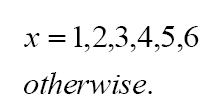 x = 1,2,3,4,5,6
otherwise.